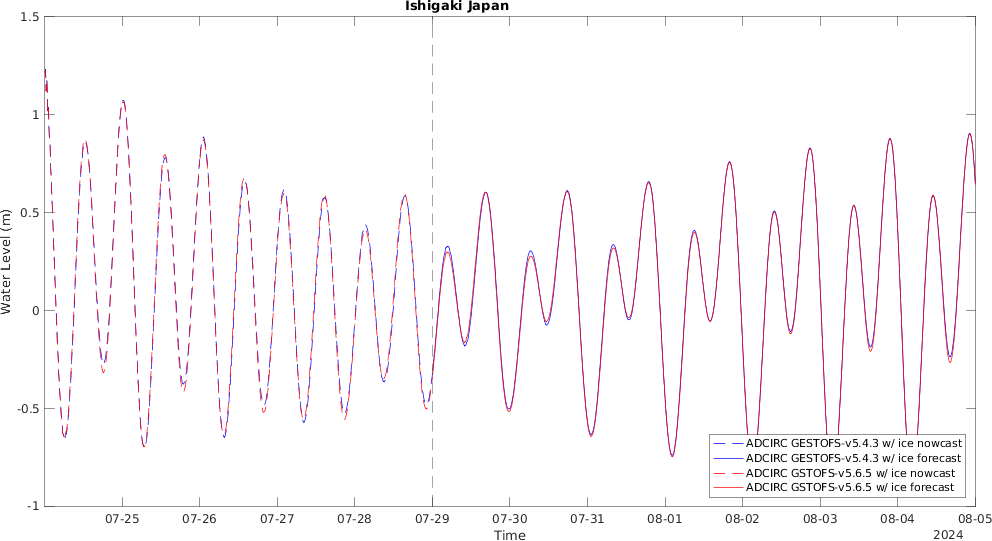 Ishigaki Japan
1.5
1
0.5
0
-0.5
-1
Water Level (m)
07-25 07-26 07-27 07-28 07-29 07-30 07-31 08-01 08-02 08-03 08-04 08-05
Time
2024
ADCIRC GESTOFS-v5.4.3 w/ ice nowcast
ADCIRC GESTOFS-v5.4.3 w/ ice forecast
ADCIRC GSTOFS-v5.6.5 w/ ice nowcast
ADCIRC GSTOFS-v5.6.5 w/ ice forecast